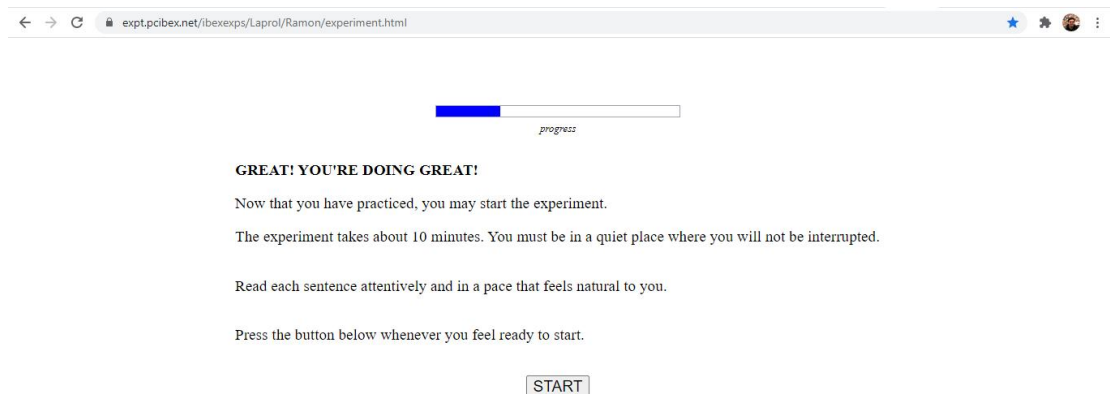 expt.pcibex.net/ibexexps/Laprol/Ramon/experiment.html
progress
GREAT! YOU'RE DOING GREAT!
Now that you have practiced, you may start the experiment.
The experiment takes about 10 minutes. You must be in a quiet place where you will not be interrupted.
Read each sentence attentively and in a pace that feels natural to you.
Press the button below whenever you feel ready to start.
START